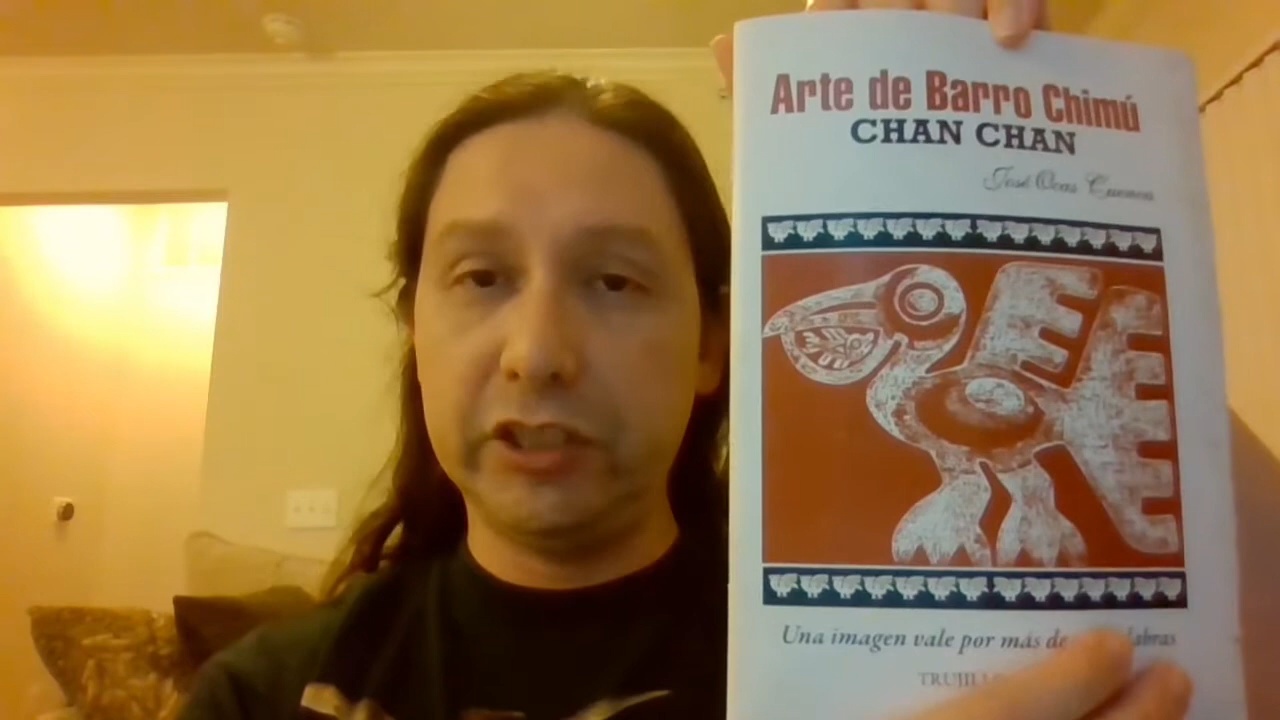 Arte de Barro Chimú
CHAN CHAN
José Ocas Cuenca
Una imagen vale por más de